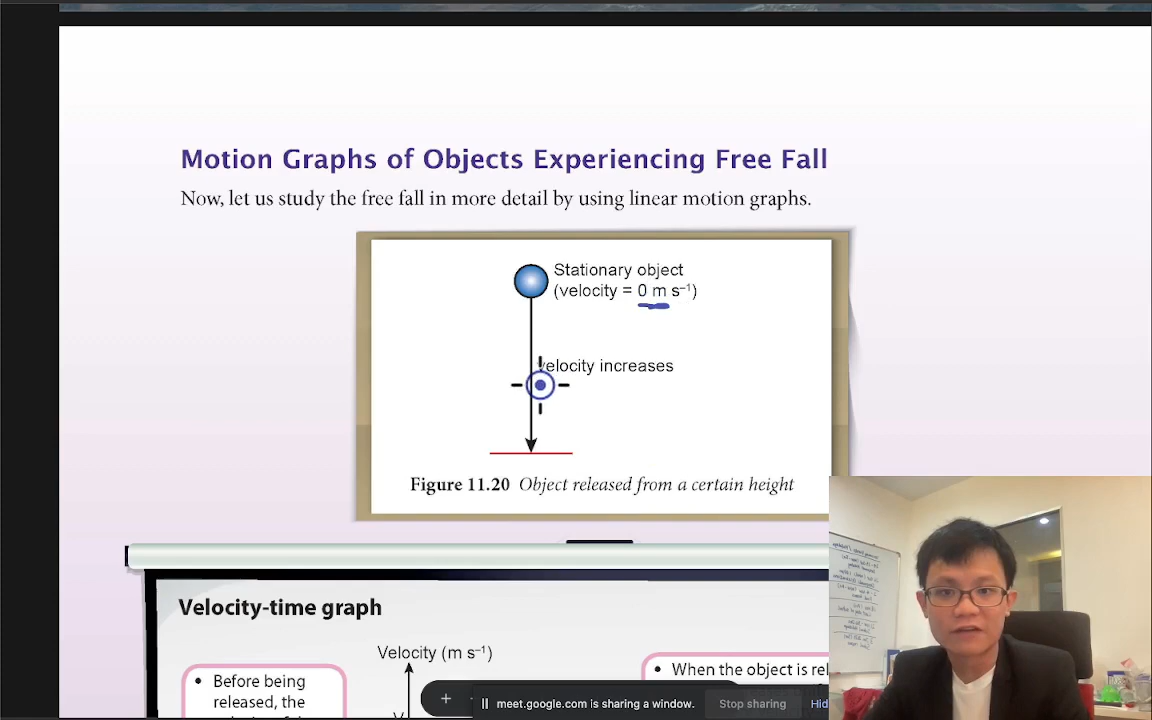 Motion Graphs of Objects Experiencing Free Fall
Now, let us study the free fall in more detail by using linear motion graphs.
Stationary object
(velocity = 0 m s⁻¹)
velocity increases
Figure 11.20 Object released from a certain height
Velocity-time graph
Velocity (m s⁻¹)
• Before being
released, the
• When the object is rel
V
meet.google.com is sharing a window.
Stop sharing
Hid